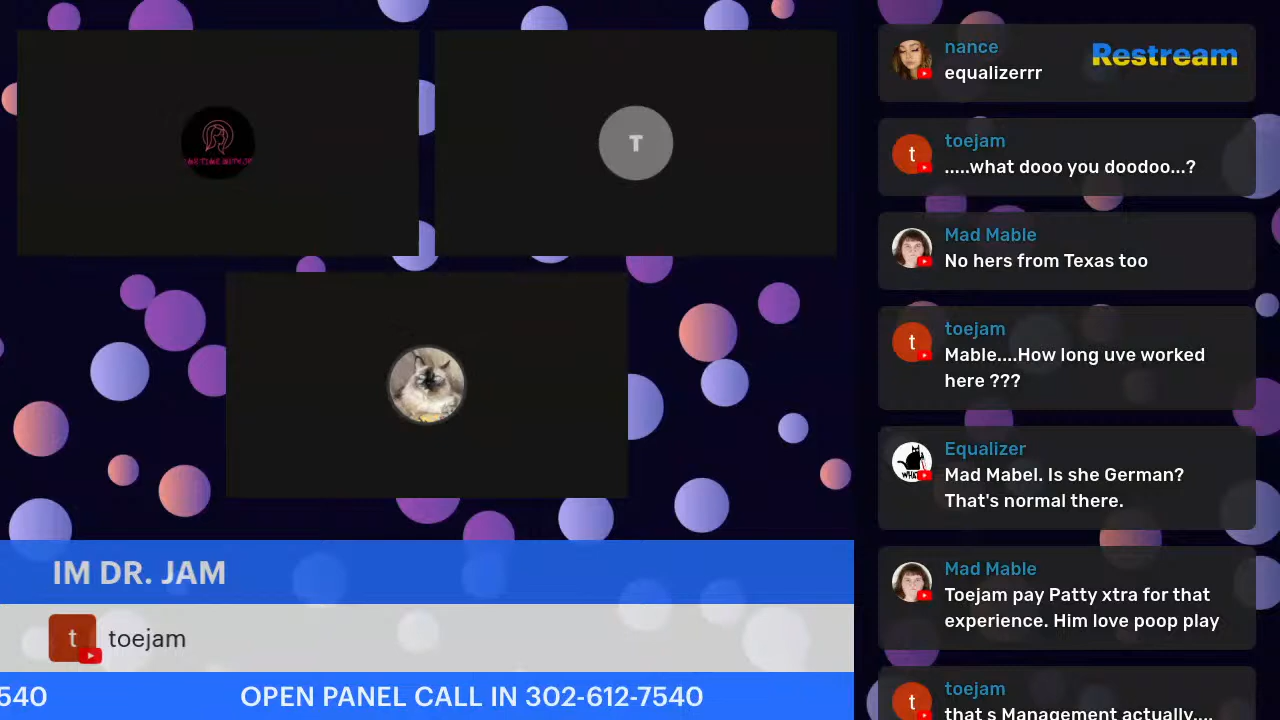 T
IM DR. JAM
t
toejam
540
OPEN PANEL CALL IN 302-612-7540
Restream
nance
equalizerrr
t
toejam
.....what dooo you doodoo...?
Mad Mable
No hers from Texas too
t
toejam
Mable....How long uve worked
here ???
Equalizer
Mad Mabel. Is she German?
That's normal there.
Mad Mable
Toejam pay Patty xtra for that
experience. Him love poop play
t
toejam
that s Management actually....